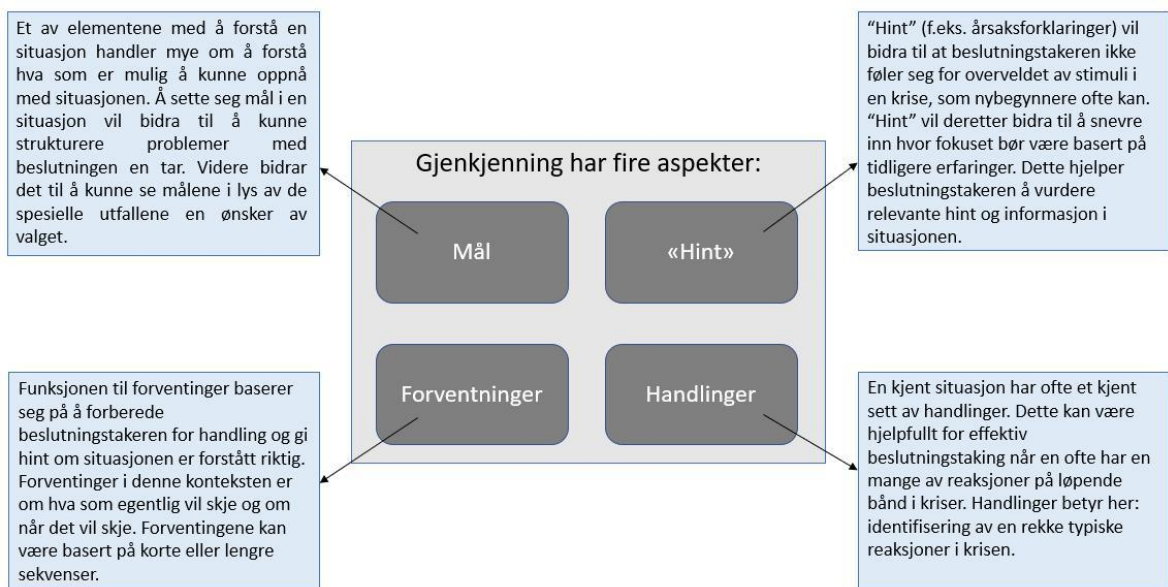 Et av elementene med å forstå en
situasjon handler mye om å forstå
hva som er mulig å kunne oppnå
med situasjonen. Å sette seg mål i en
situasjon vil bidra til å kunne
strukturere problemer med
beslutningen en tar. Videre bidrar
det til å kunne se målene i lys av de
spesielle utfallene en ønsker av
valget.
“Hint” (f.eks. årsaksforklaringer) vil
bidra til at beslutningstakeren ikke
føler seg for overveldet av stimuli i
en krise, som nybegynnere ofte kan.
“Hint” vil deretter bidra til å snevre
inn hvor fokuset bør være basert på
tidligere erfaringer. Dette hjelper
beslutningstakeren å vurdere
relevante hint og informasjon i
situasjonen.
Gjenkjenning har fire aspekter:
Mål
«Hint»
Forventninger
Handlinger
Funksjonen til forventinger baserer
seg på å forberede
beslutningstakeren for handling og gi
hint om situasjonen er forstått riktig.
Forventinger i denne konteksten er
om hva som egentlig vil skje og om
når det vil skje. Forventingene kan
være basert på korte eller lengre
sekvenser.
En kjent situasjon har ofte et kjent
sett av handlinger. Dette kan være
hjelpfullt for effektiv
beslutningstaking når en ofte har en
mange av reaksjoner på løpende
bånd i kriser. Handlinger betyr her:
identifisering av en rekke typiske
reaksjoner i krisen.